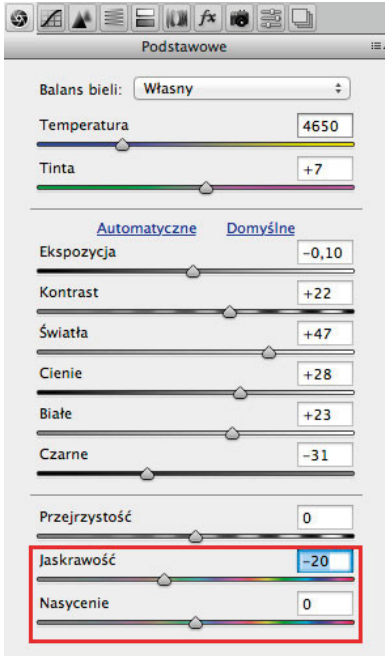 fx
Podstawowe
Balans bieli: Własny
Temperatura 4650
Tinta +7
Automatyczne Domyślne
Ekspozycja -0,10
Kontrast +22
Światła +47
Cienie +28
Białe +23
Czarne -31
Przejrzystość 0
Jaskrawość -20
Nasycenie 0